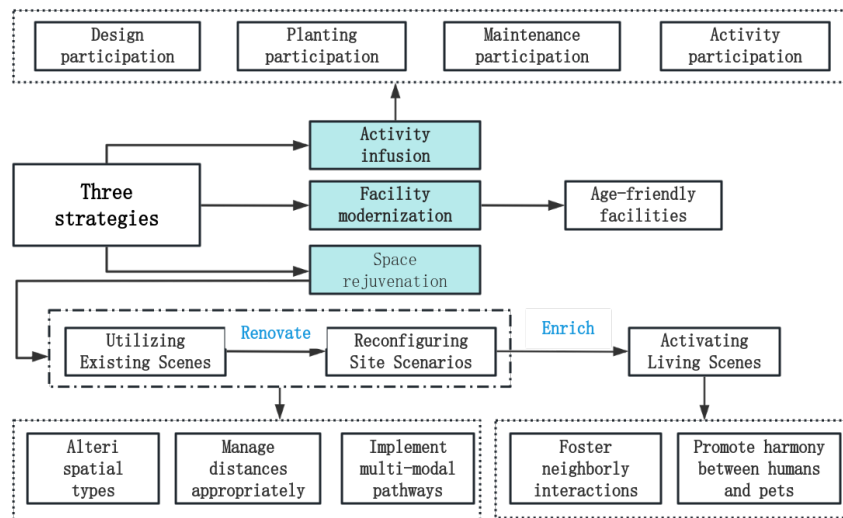 Design
participation
Planting
participation
Maintenance
participation
Activity
participation
Activity
infusion
Three
strategies
Facility
modernization
Age-friendly
facilities
Space
rejuvenation
Utilizing
Existing Scenes
Renovate
Reconfiguring
Site Scenarios
Enrich
Activating
Living Scenes
Alteri
spatial
types
Manage
distances
appropriately
Implement
multi-modal
pathways
Foster
neighborly
interactions
Promote harmony
between humans
and pets